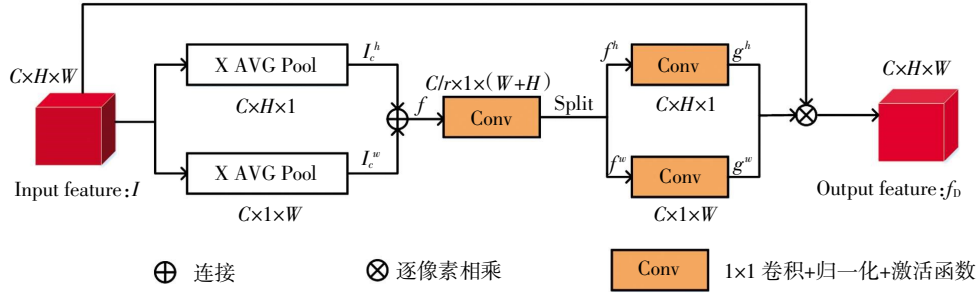 C×H×W
X AVG Pool
C×H×1
I_c^h
X AVG Pool
C×1×W
I_c^w
Input feature:I
f
C/r×1×(W+H)
Conv
Split
f^h
Conv
g^h
C×H×1
f^w
Conv
g^w
C×1×W
C×H×W
Output feature:f_D
连接
逐像素相乘
Conv
1×1 卷积+归一化+激活函数